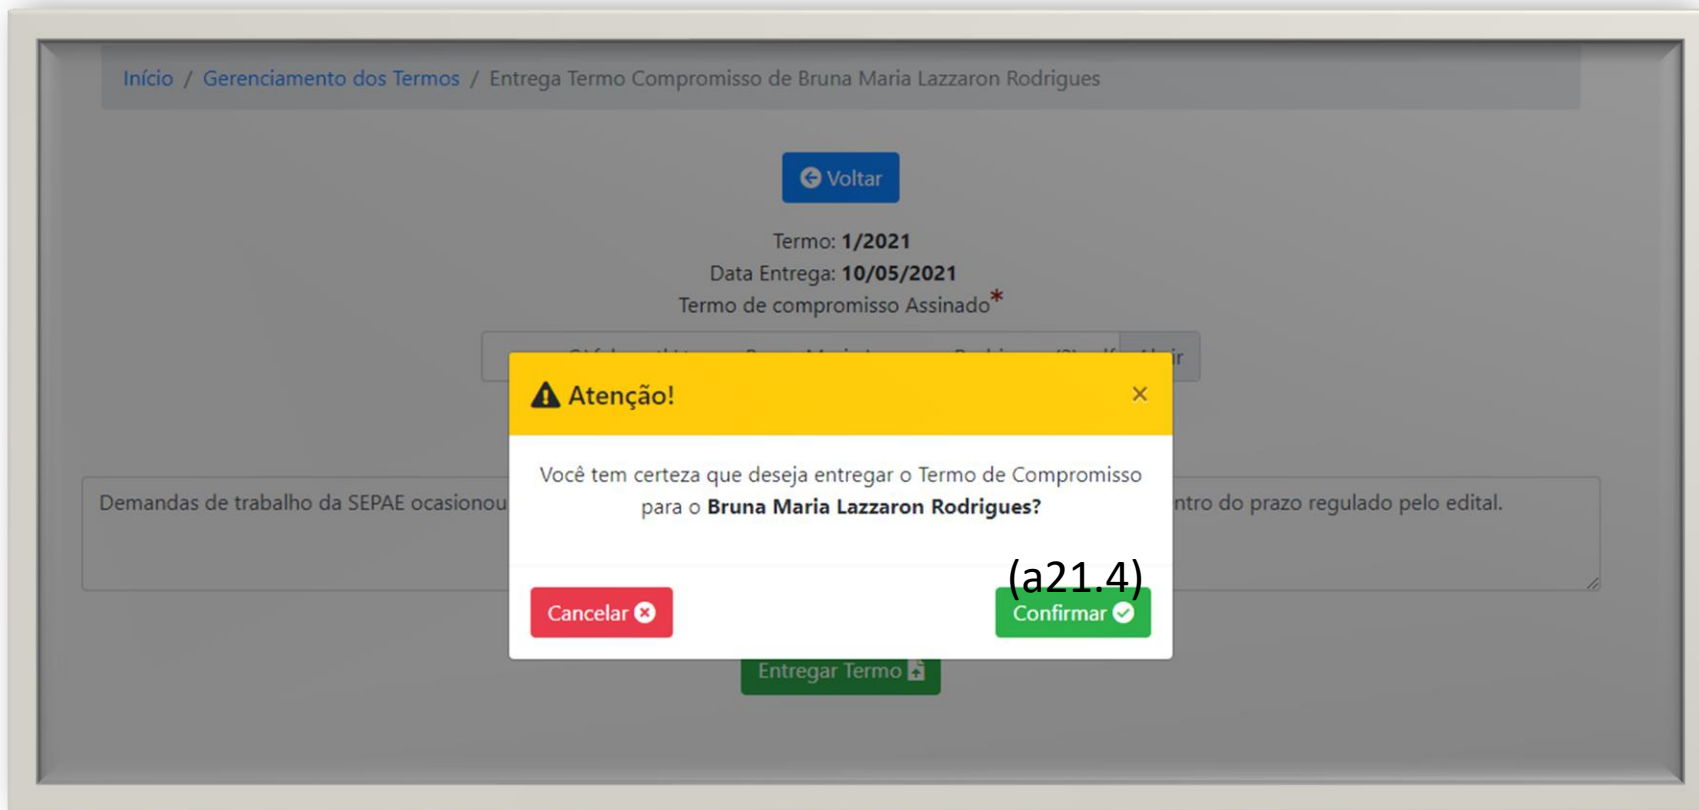 Início / Gerenciamento dos Termos / Entrega Termo Compromisso de Bruna Maria Lazzaron Rodrigues
Voltar
Termo: 1/2021
Data Entrega: 10/05/2021
Termo de compromisso Assinado*
Atenção! ×
Você tem certeza que deseja entregar o Termo de Compromisso
para o Bruna Maria Lazzaron Rodrigues?
Demandas de trabalho da SEPAE ocasionou
do prazo regulado pelo edital.
(a21.4)
Cancelar
Confirmar
Entregar Termo